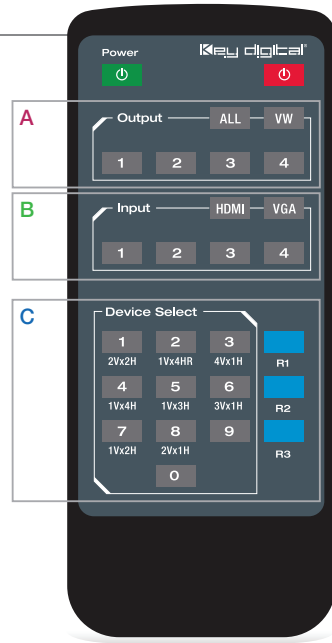 Power Key digital
A
Output ALL VW
1 2 3 4
B
Input HDMI VGA
1 2 3 4
C
Device Select
1 2 3
2Vx2H 1Vx4HR 4Vx1H R1
4 5 6
1Vx4H 1Vx3H 3Vx1H R2
7 8 9
1Vx2H 2Vx1H R3
0